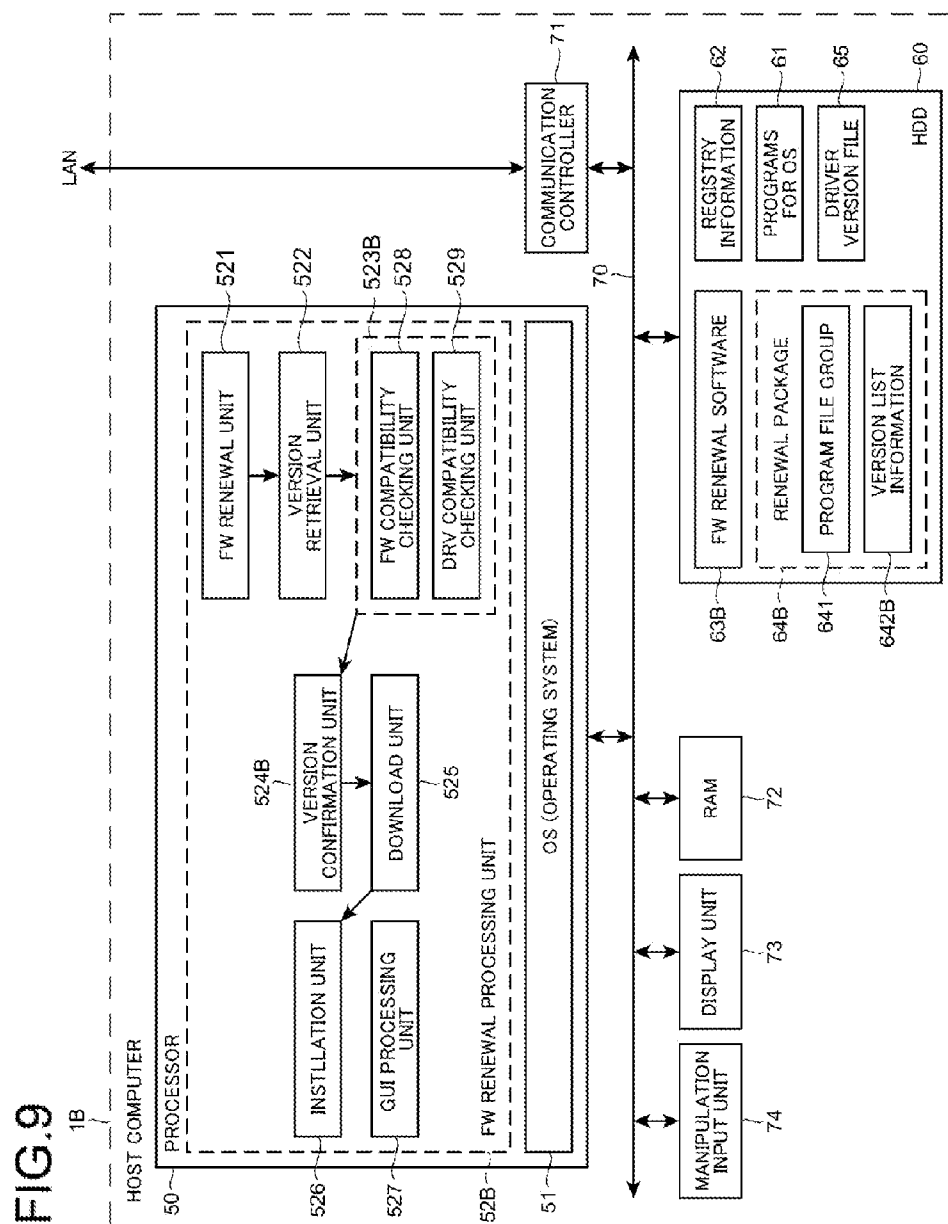 FIG.9
1B
HOST COMPUTER
LAN
50
PROCESSOR
526
INSTLLATION UNIT
527
GUI PROCESSING
UNIT
524B
VERSION
CONFIRMATION UNIT
DOWNLOAD UNIT
525
FW RENEWAL UNIT
521
VERSION
RETRIEVAL UNIT
522
523B
FW COMPATIBILITY
CHECKING UNIT
528
DRV COMPATIBILITY
CHECKING UNIT
529
52B
FW RENEWAL PROCESSING UNIT
51
OS (OPERATING SYSTEM)
COMMUNICATION
CONTROLLER
71
70
MANIPULATION
INPUT UNIT
74
DISPLAY UNIT
73
RAM
72
63B
FW RENEWAL SOFTWARE
64B
RENEWAL PACKAGE
641
PROGRAM FILE GROUP
642B
VERSION LIST
INFORMATION
REGISTRY
INFORMATION
62
PROGRAMS
FOR OS
61
DRIVER
VERSION FILE
65
HDD
60